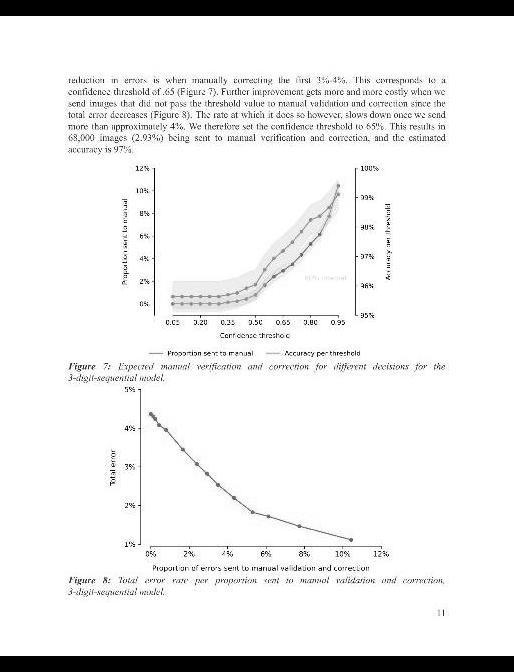 reduction in errors is when manually correcting the first 3%-4%. This corresponds to a
confidence threshold of .65 (Figure 7). Further improvement gets more and more costly when we
send images that did not pass the threshold value to manual validation and correction since the
total error decreases (Figure 8). The rate at which it does so however, slows down once we send
more than approximately 4%. We therefore set the confidence threshold to 65%. This results in
68,000 images (2.93%) being sent to manual verification and correction, and the estimated
accuracy is 97%.
12%
10%
8%
6%
4%
2%
0%
Proportion sent to manual
100%
99%
98%
97%
96%
95%
Accuracy per threshold
0.05 0.20 0.35 0.50 0.65 0.80 0.95
Confidence threshold
Proportion sent to manual Accuracy per threshold
Figure 7: Expected manual verification and correction for different decisions for the
3-digit-sequential model.
5%
4%
3%
2%
1%
Total error
0% 2% 4% 6% 8% 10% 12%
Proportion of errors sent to manual validation and correction
Figure 8: Total error rate per proportion sent to manual validation and correction,
3-digit-sequential model.
11